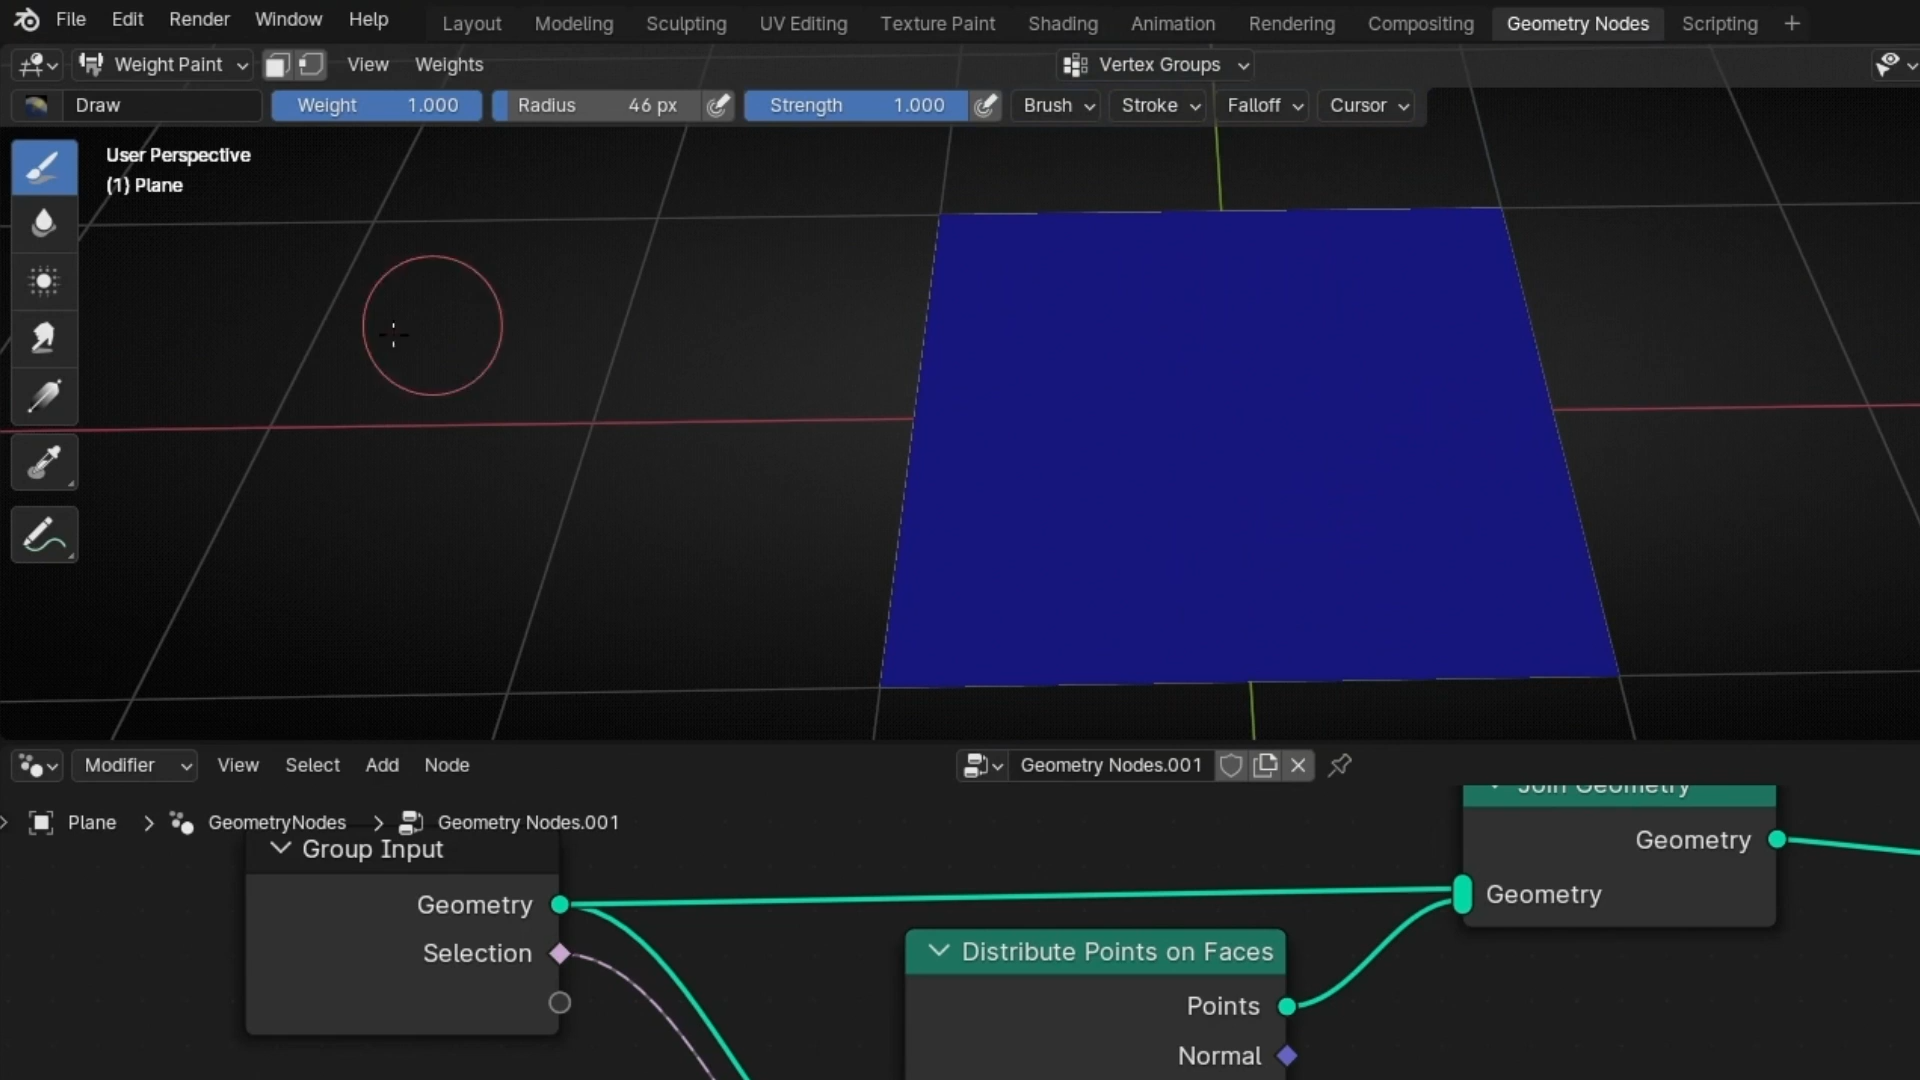 File Edit Render Window Help Layout Modeling Sculpting UV Editing Texture Paint Shading Animation Rendering Compositing Geometry Nodes Scripting +
Weight Paint View Weights Vertex Groups
Draw Weight 1.000 Radius 46 px Strength 1.000 Brush Stroke Falloff Cursor
User Perspective
(1) Plane
Modifier View Select Add Node Geometry Nodes.001
Plane > GeometryNodes > Geometry Nodes.001
Join Geometry
Geometry
Geometry
Group Input
Geometry
Selection
Distribute Points on Faces
Points
Normal